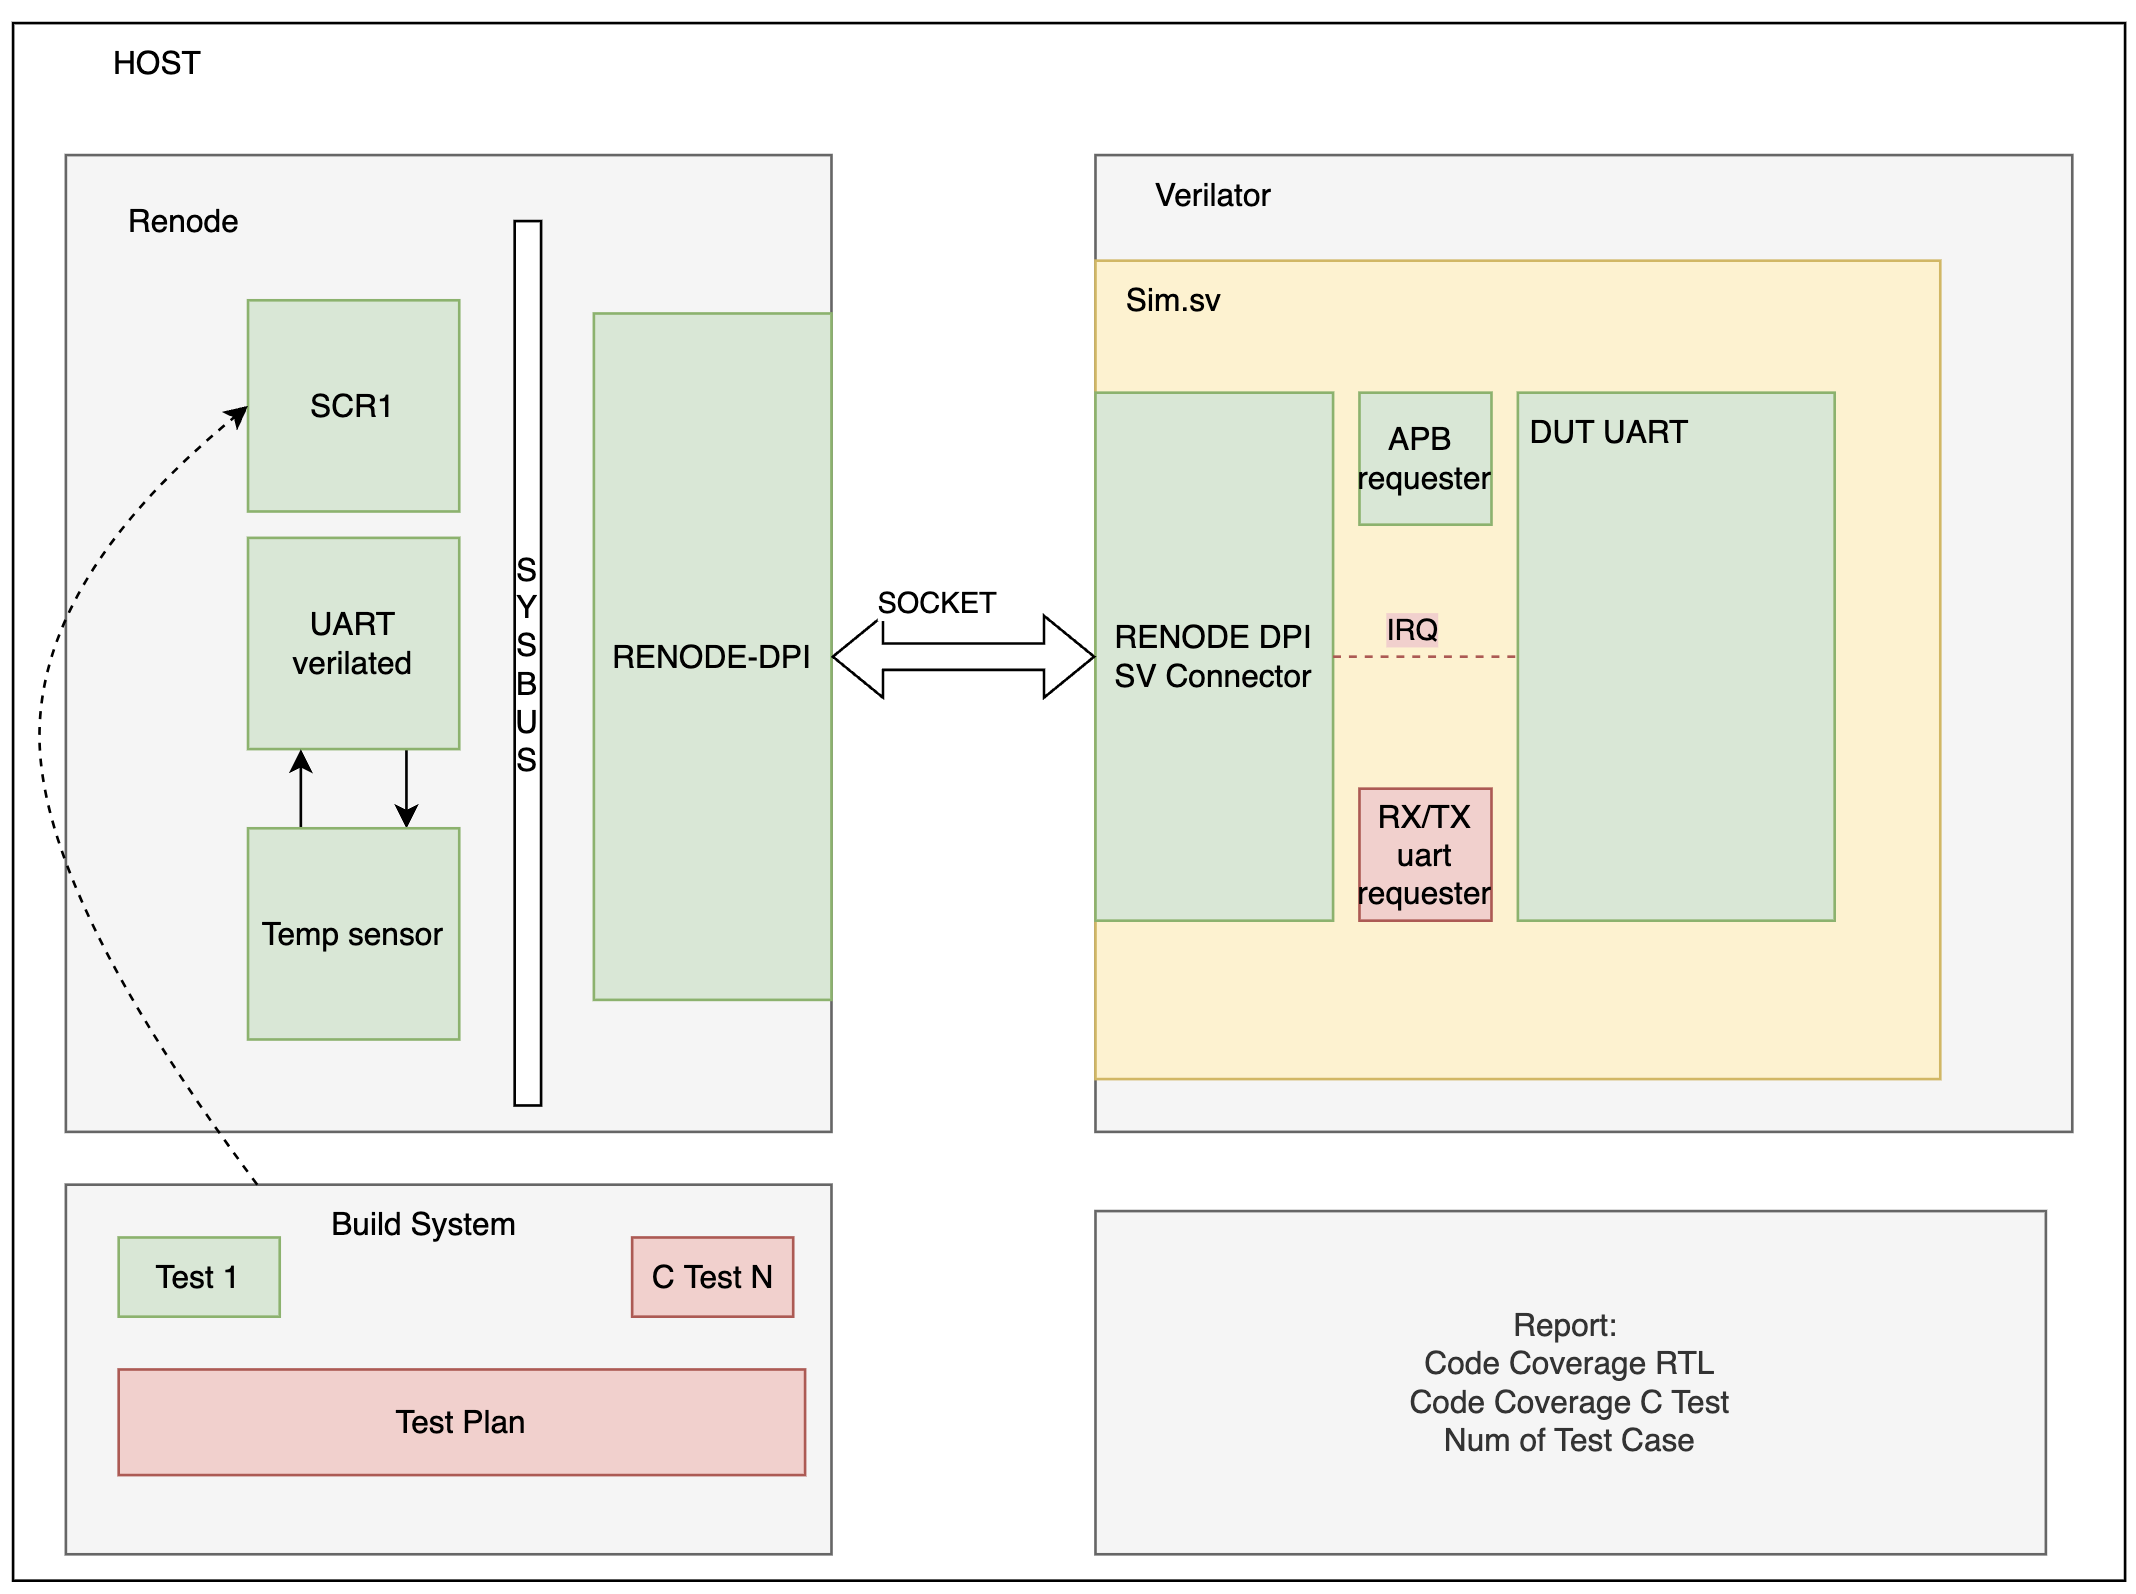 HOST
Renode
SCR1
UART
verilated
Temp sensor
S
Y
S
B
U
S
RENODE-DPI
SOCKET
Verilator
Sim.sv
RENODE DPI
SV Connector
APB
requester
IRQ
RX/TX
uart
requester
DUT UART
Build System
Test 1
C Test N
Test Plan
Report:
Code Coverage RTL
Code Coverage C Test
Num of Test Case